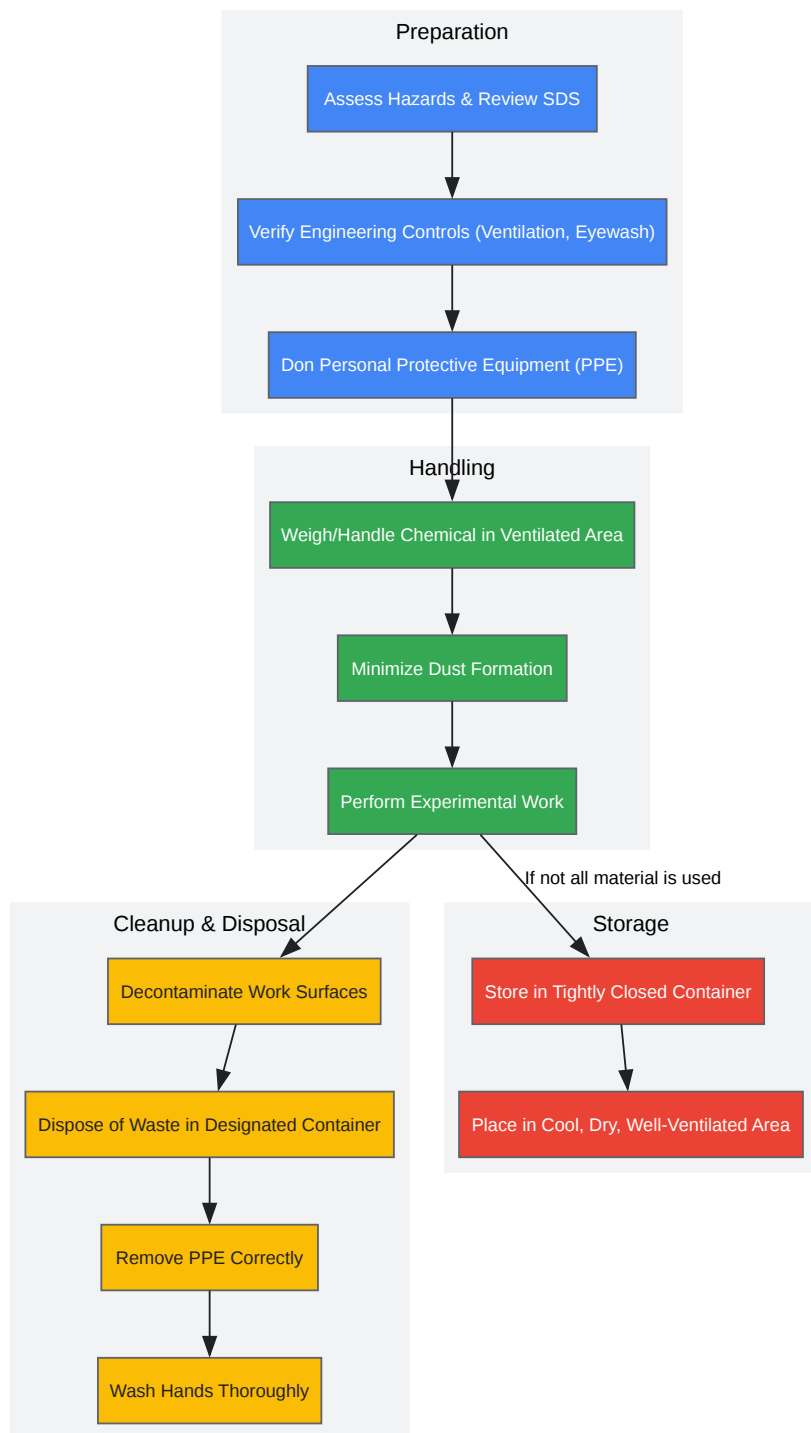 Preparation
Assess Hazards & Review SDS
Verify Engineering Controls (Ventilation, Eyewash)
Don Personal Protective Equipment (PPE)
Handling
Weigh/Handle Chemical in Ventilated Area
Minimize Dust Formation
Perform Experimental Work
If not all material is used
Cleanup & Disposal
Decontaminate Work Surfaces
Dispose of Waste in Designated Container
Remove PPE Correctly
Wash Hands Thoroughly
Storage
Store in Tightly Closed Container
Place in Cool, Dry, Well-Ventilated Area